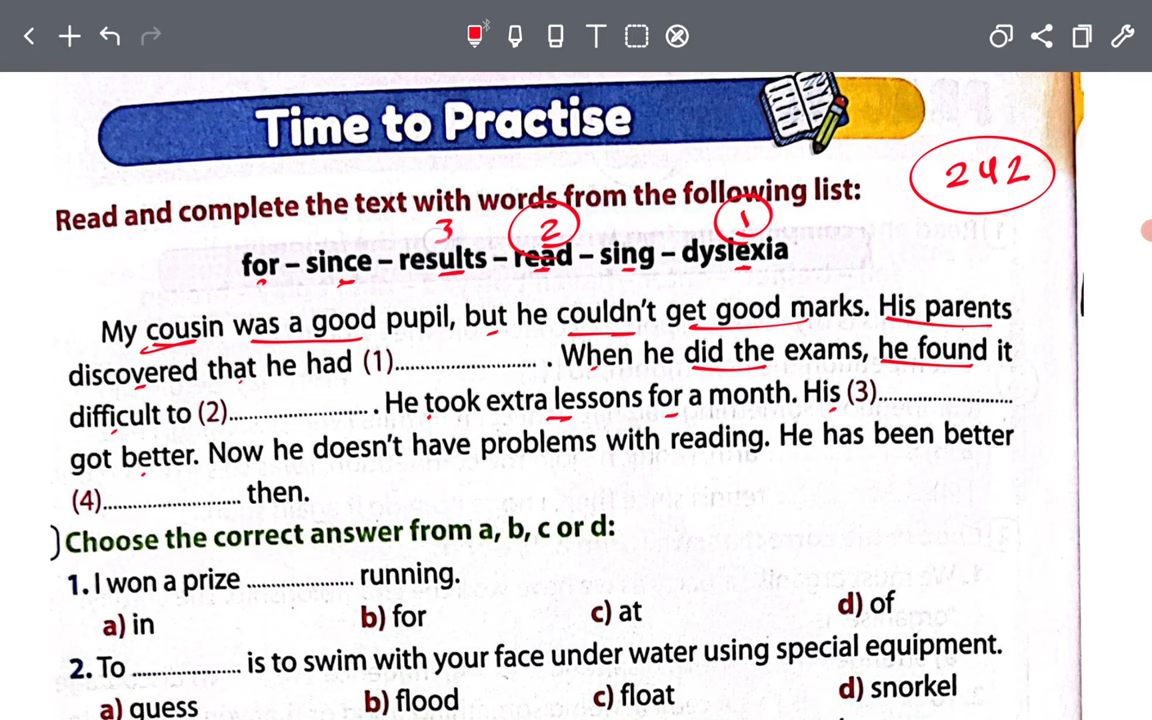 Time to Practise
242
Read and complete the text with words from the following list:
3 2 1
for – since – results – read – sing – dyslexia
My cousin was a good pupil, but he couldn't get good marks. His parents
discovered that he had (1)........................ When he did the exams, he found it
difficult to (2)........................ . He took extra lessons for a month. His (3)........................
got better. Now he doesn't have problems with reading. He has been better
(4)........................ then.
)Choose the correct answer from a, b, c or d:
1. I won a prize .................... running.
a) in b) for c) at d) of
2. To .................... is to swim with your face under water using special equipment.
a) guess b) flood c) float d) snorkel